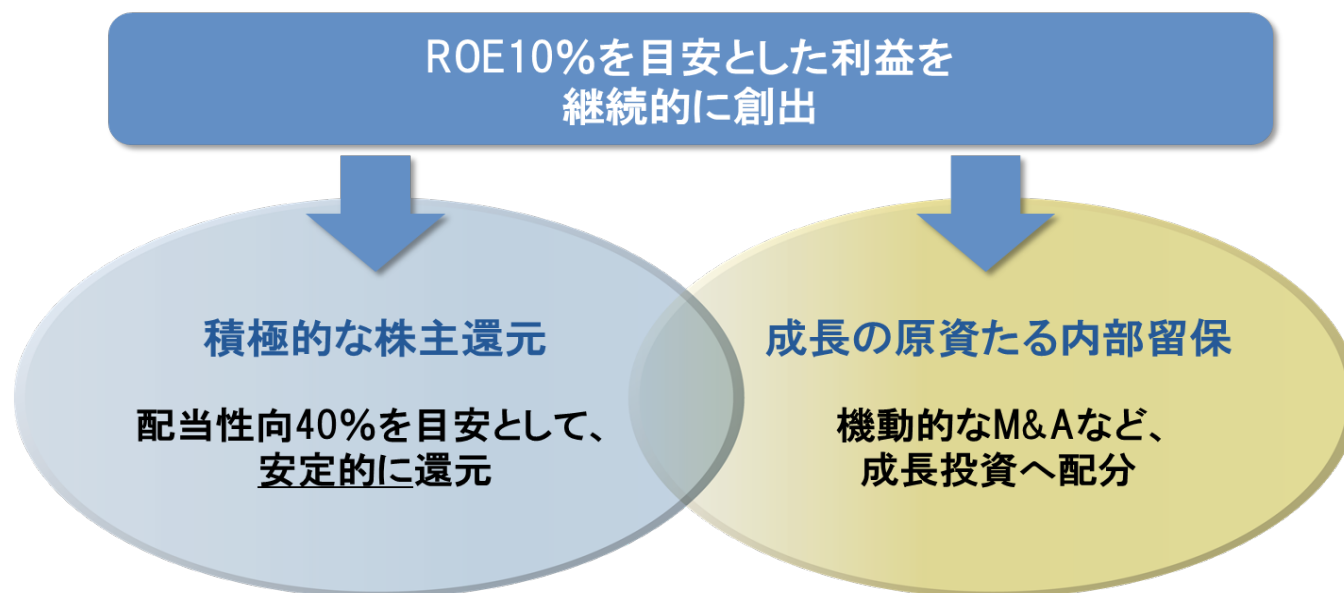 ROE10%を目安とした利益を
継続的に創出
積極的な株主還元
配当性向40%を目安として、
安定的に還元
成長の原資たる内部留保
機動的なM&Aなど、
成長投資へ配分